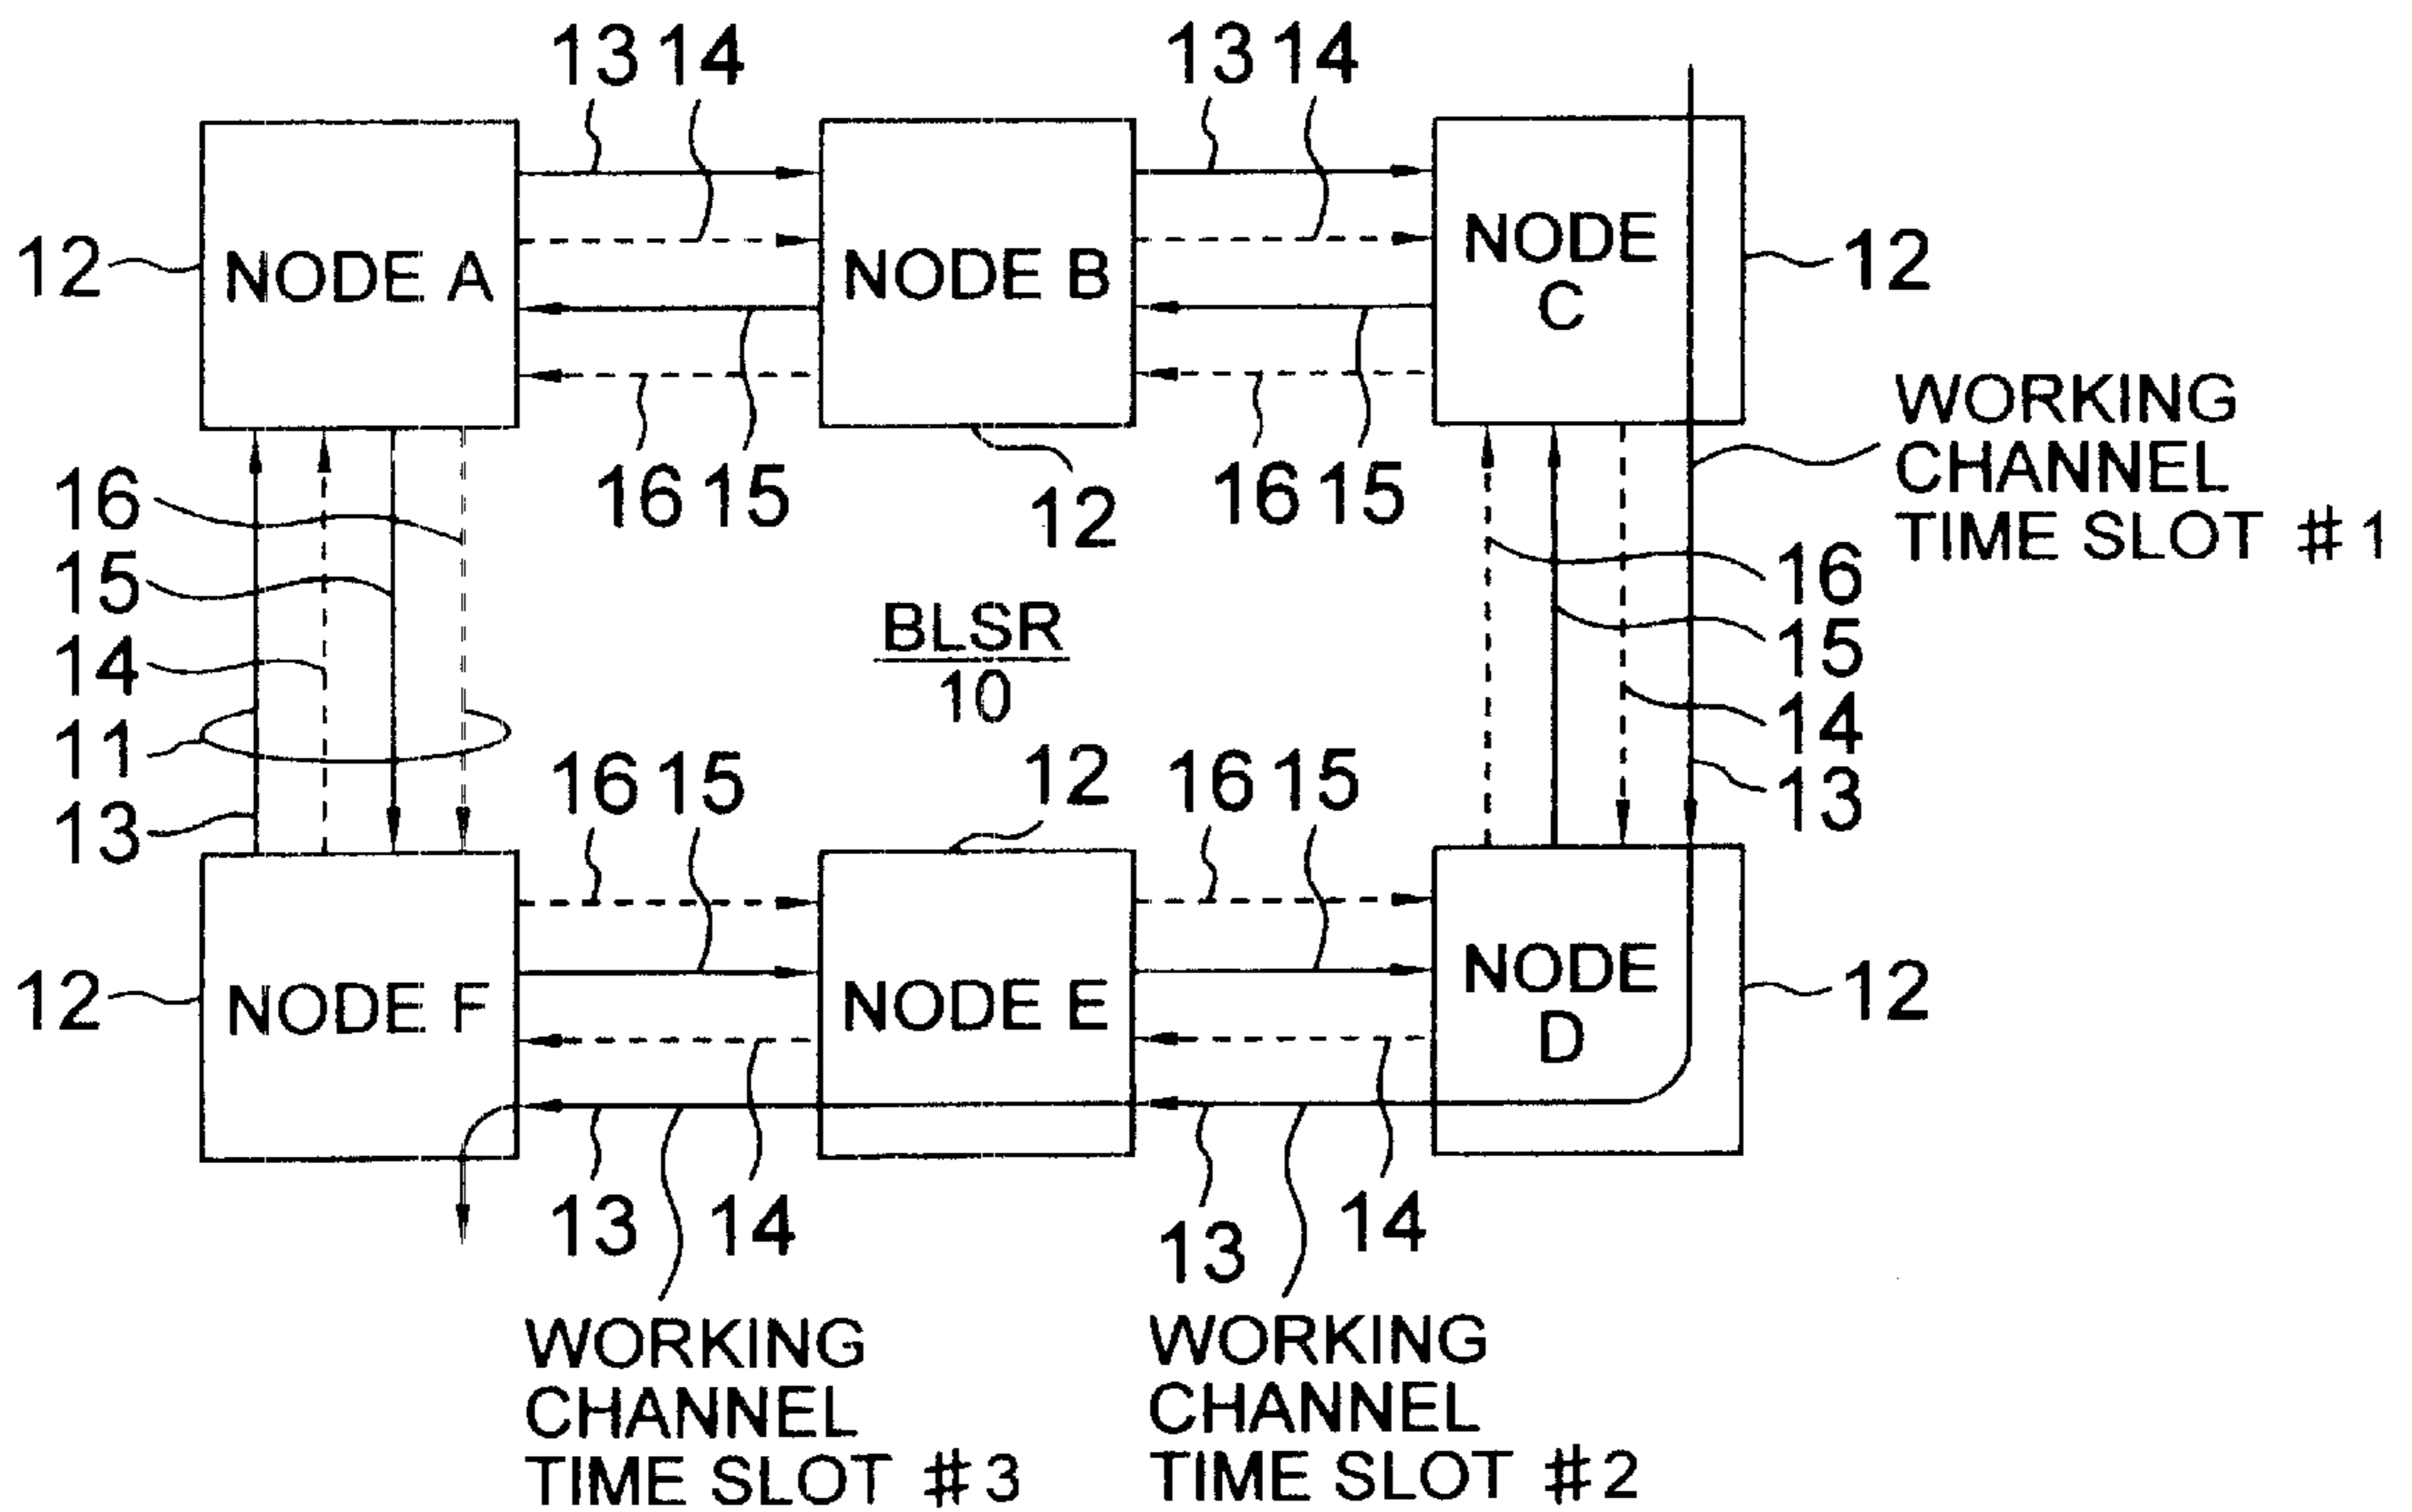 13 14
13 14
12
NODE A
NODE B
NODE
C
12
16 15
12
16 15
WORKING
CHANNEL
TIME SLOT #1
16
15
14
11
13
BLSR
10
16
15
14
13
16 15
12
16 15
12
NODE F
NODE E
NODE
D
12
13 14
13 14
WORKING
CHANNEL
TIME SLOT #3
WORKING
CHANNEL
TIME SLOT #2